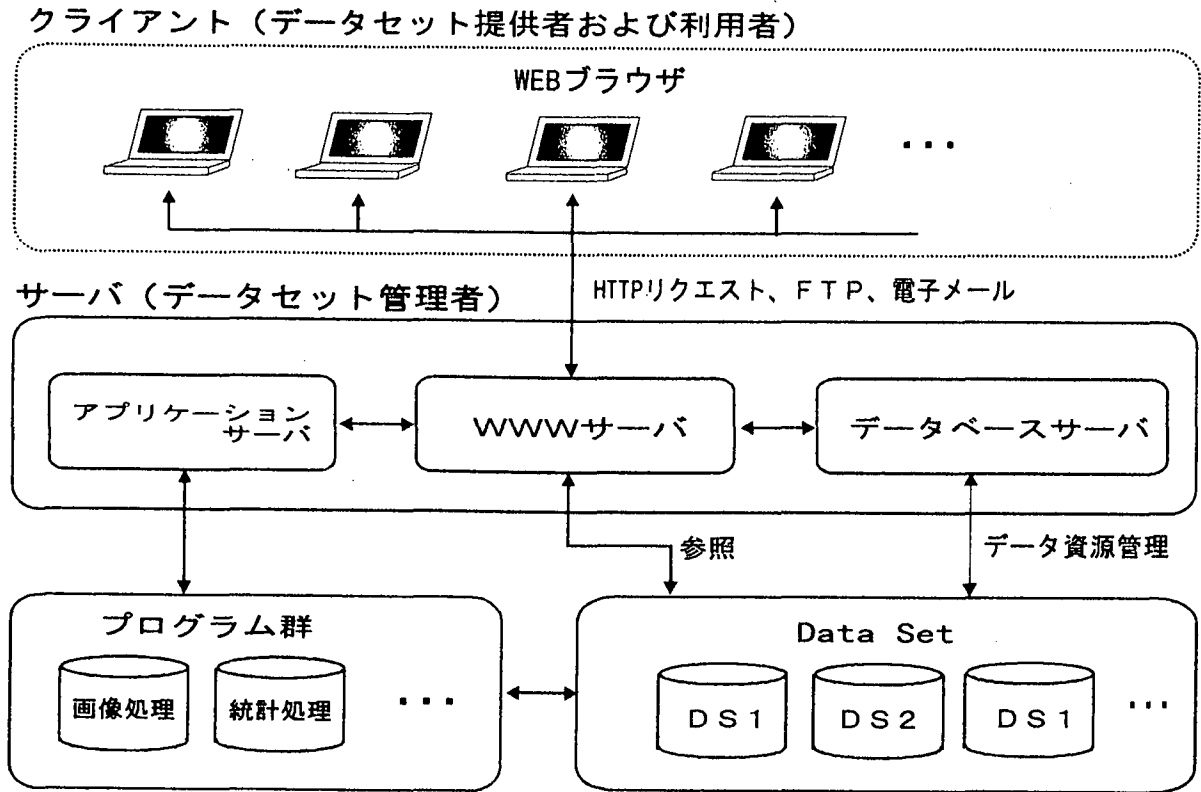 クライアント（データセット提供者および利用者）
WEBブラウザ
・・・
サーバ（データセット管理者）
HTTPリクエスト、ＦＴＰ、電子メール
アプリケーション
サーバ
WWWサーバ
データベースサーバ
参照
データ資源管理
プログラム群
画像処理
統計処理
・・・
Data Set
ＤＳ１
ＤＳ２
ＤＳ１
・・・